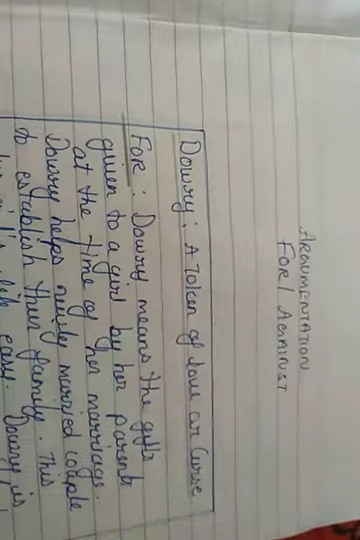 ARGUMENTATION
FOR / AGAINST
Dowry : A Token of love or Curse.
For : Dowry means the gifts
given to a girl by her parents
at the time of her marriage.
Dowry helps newly married couple
to establish their family. This
life easy. Dowry is